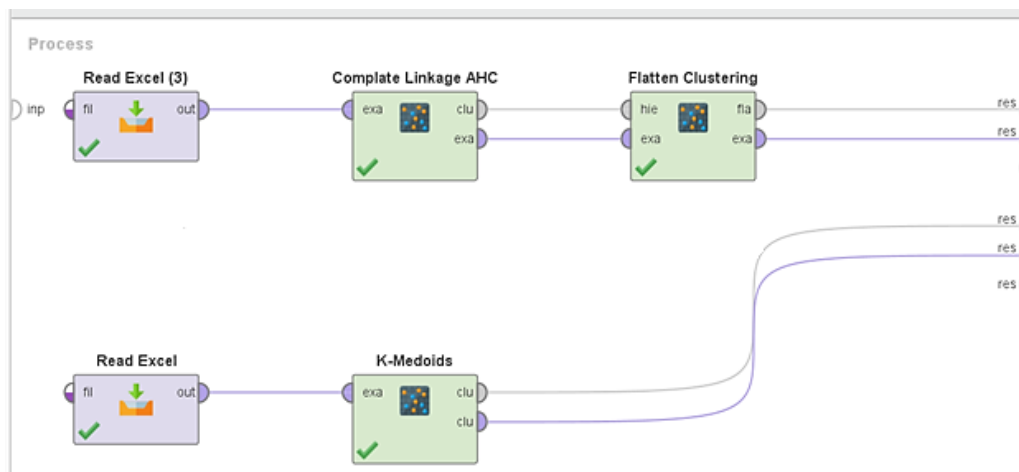 Process
Read Excel (3)
Complate Linkage AHC
Flatten Clustering
inp
fil
out
exa
clu
exa
hie
fla
exa
exa
res
res
res
res
res
Read Excel
K-Medoids
fil
out
exa
clu
clu